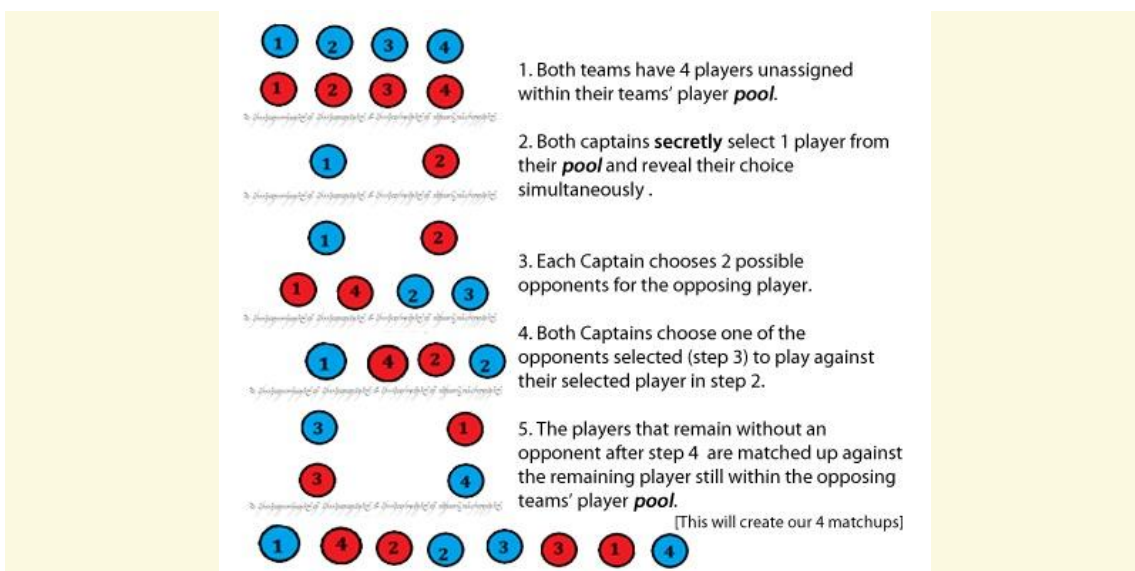 1 2 3 4
1 2 3 4
1. Both teams have 4 players unassigned
within their teams' player pool.
1 2
2. Both captains secretly select 1 player from
their pool and reveal their choice
simultaneously .
1 2
1 4 2 3
3. Each Captain chooses 2 possible
opponents for the opposing player.
1 4 2 2
4. Both Captains choose one of the
opponents selected (step 3) to play against
their selected player in step 2.
3 1
3 4
5. The players that remain without an
opponent after step 4 are matched up against
the remaining player still within the opposing
teams' player pool.
[This will create our 4 matchups]
1 4 2 2 3 3 1 4